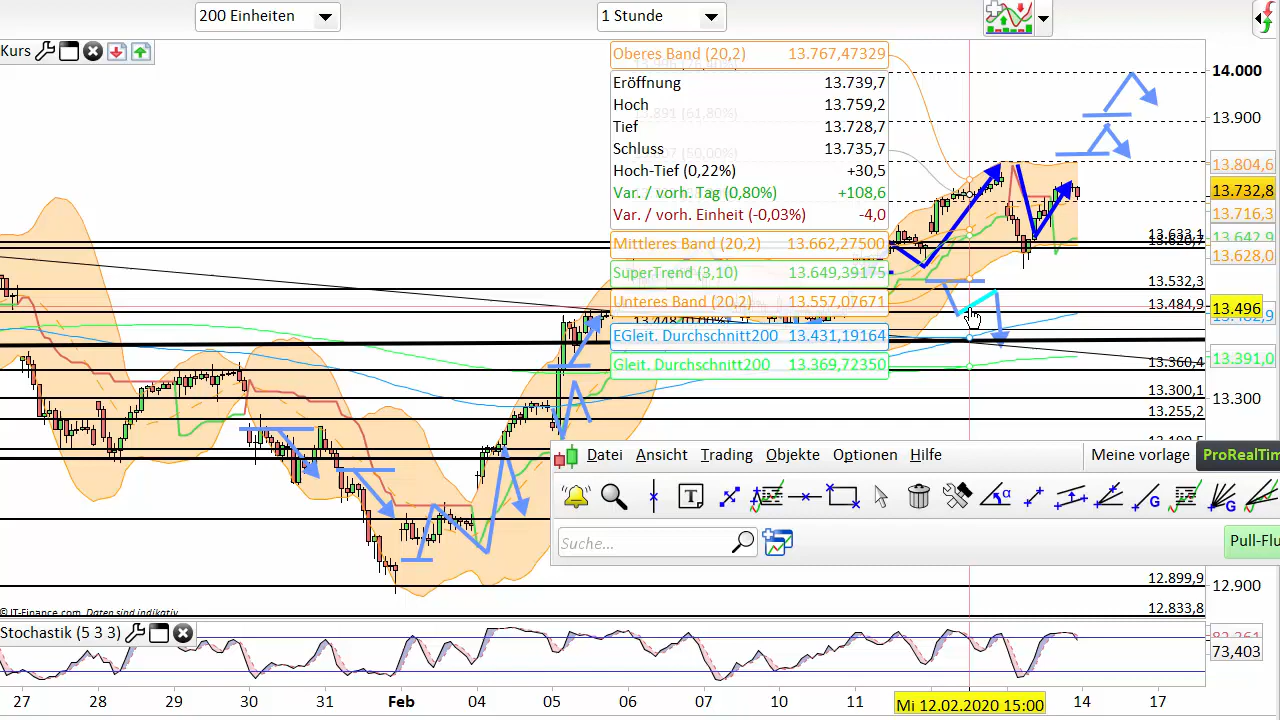 200 Einheiten
1 Stunde
Kurs
Oberes Band (20,2) 13.767,47329
Eröffnung 13.739,7
Hoch 13.759,2
Tief 13.728,7
Schluss 13.735,7
Hoch-Tief (0,22%) +30,5
Var. / vorh. Tag (0,80%) +108,6
Var. / vorh. Einheit (-0,03%) -4,0
Mittleres Band (20,2) 13.662,27500
SuperTrend (3,10) 13.649,39175
Unteres Band (20,2) 13.557,07671
EGleit. Durchschnitt200 13.431,19164
Gleit. Durchschnitt200 13.369,72350
14.000
13.900
13.804,6
13.732,8
13.716,3
13.633,1
13.642,9
13.628,0
13.532,3
13.484,9
13.496
13.360,4
13.391,0
13.300,1
13.300
13.255,2
Datei Ansicht Trading Objekte Optionen Hilfe
Meine vorlage
ProRealTim
T
α
G
G
Suche...
Pull-Flu
12.899,9
12.900
12.833,8
© IT-Finance.com Daten sind indikativ
Stochastik (5 3 3)
73,403
27 28 29 30 31 Feb 04 05 06 07 10 11 Mi 12.02.2020 15:00 14 17